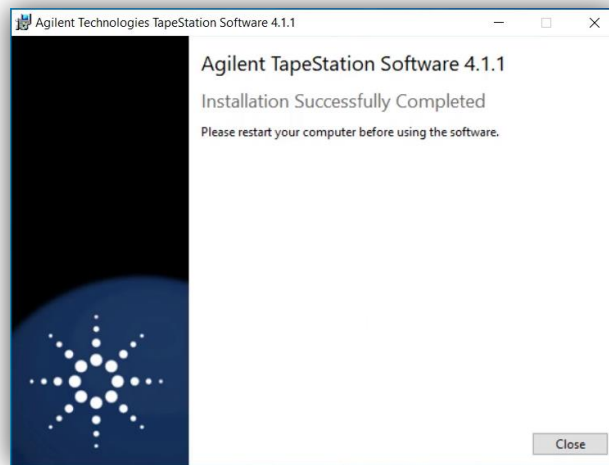 Agilent Technologies TapeStation Software 4.1.1
Agilent TapeStation Software 4.1.1
Installation Successfully Completed
Please restart your computer before using the software.
Close